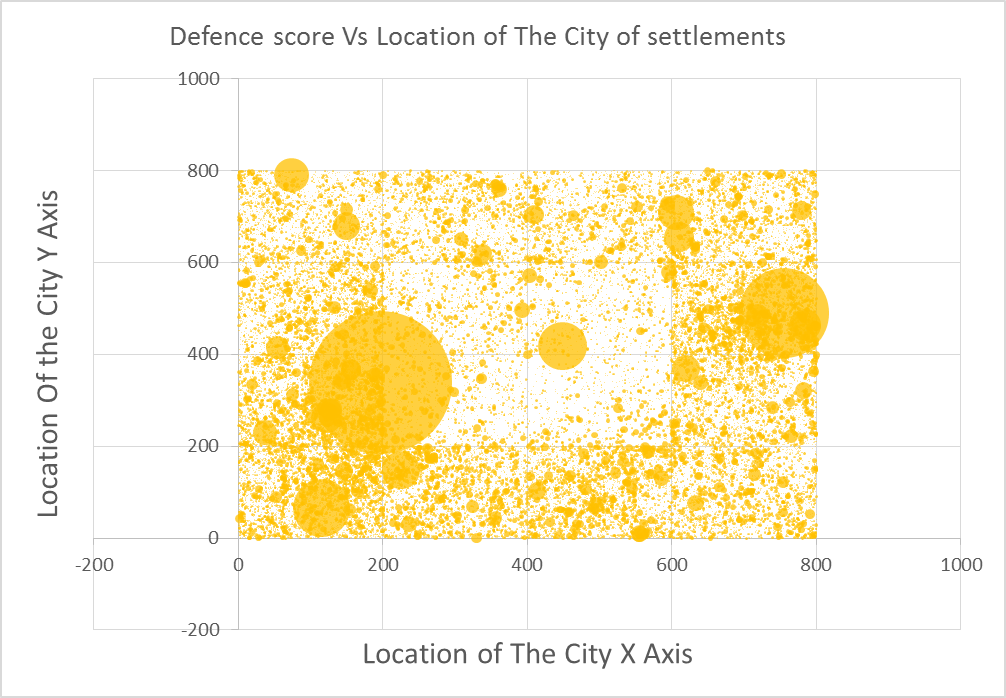 Defence score Vs Location of The City of settlements
1000
800
600
400
200
0
-200
-200 0 200 400 600 800 1000
Location Of the City Y Axis
Location of The City X Axis